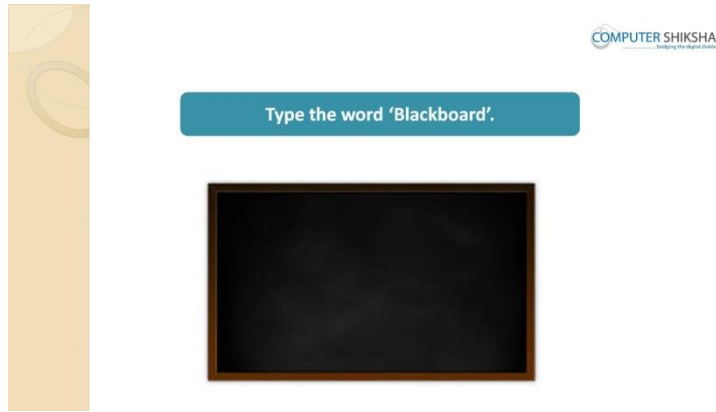 COMPUTER SHIKSHA
bridging the digital divide
Type the word ‘Blackboard’.